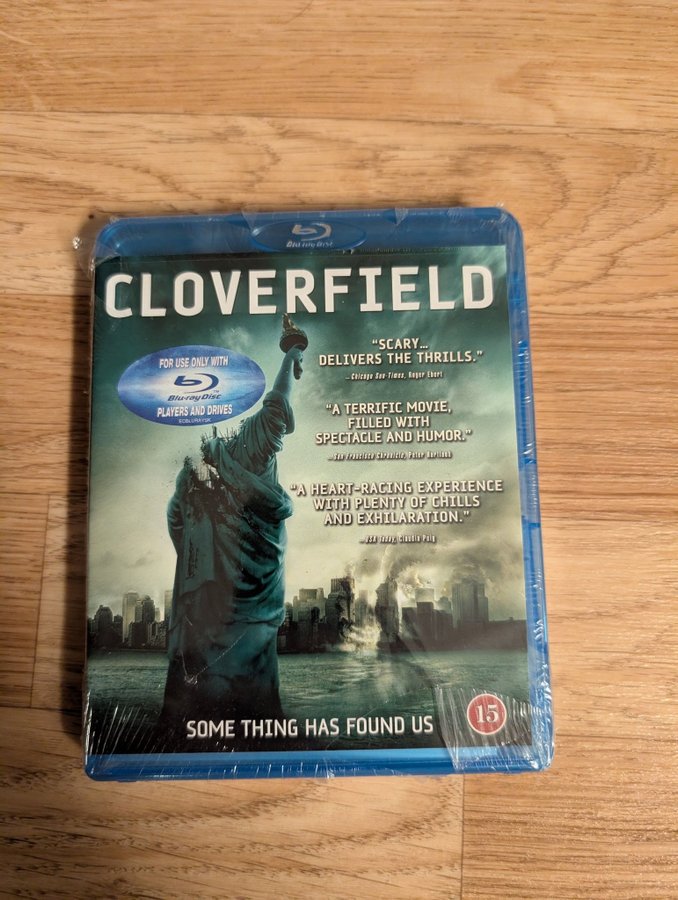 Blu-ray Disc
CLOVERFIELD
"SCARY...
DELIVERS THE THRILLS."
—Chicago Sun-Times, Roger Ebert
FOR USE ONLY WITH
Blu-ray Disc™
PLAYERS AND DRIVES
"A TERRIFIC MOVIE,
FILLED WITH
SPECTACLE AND HUMOR."
—San Francisco Chronicle, Peter Hartlaub
"A HEART-RACING EXPERIENCE
WITH PLENTY OF CHILLS
AND EXHILARATION."
—USA Today, Claudia Puig
SOME THING HAS FOUND US
15